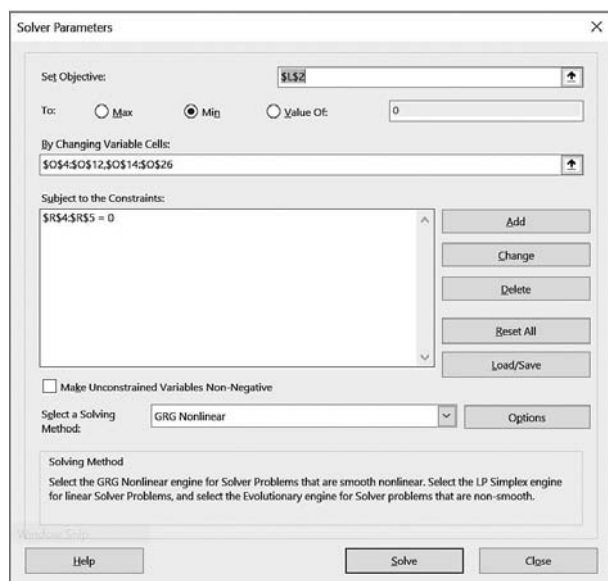 Solver Parameters
Set Objective:
$L$2
To:
Max
Min
Value Of:
0
By Changing Variable Cells:
$O$4:$O$12,$O$14:$O$26
Subject to the Constraints:
$R$4:$R$5 = 0
Add
Change
Delete
Reset All
Load/Save
Make Unconstrained Variables Non-Negative
Select a Solving
Method:
GRG Nonlinear
Options
Solving Method
Select the GRG Nonlinear engine for Solver Problems that are smooth nonlinear. Select the LP Simplex engine
for linear Solver Problems, and select the Evolutionary engine for Solver problems that are non-smooth.
Window Snip
Help
Solve
Close